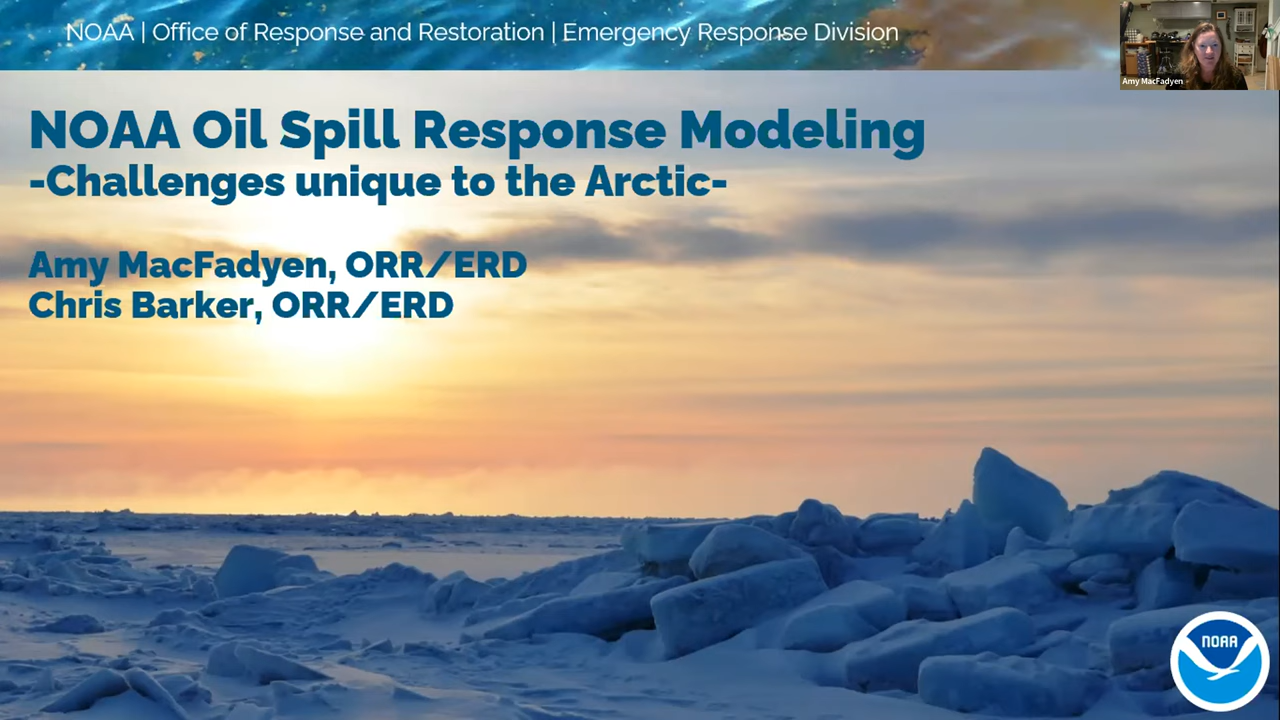 NOAA | Office of Response and Restoration | Emergency Response Division
Amy MacFadyen
NOAA Oil Spill Response Modeling
-Challenges unique to the Arctic-
Amy MacFadyen, ORR/ERD
Chris Barker, ORR/ERD
NOAA